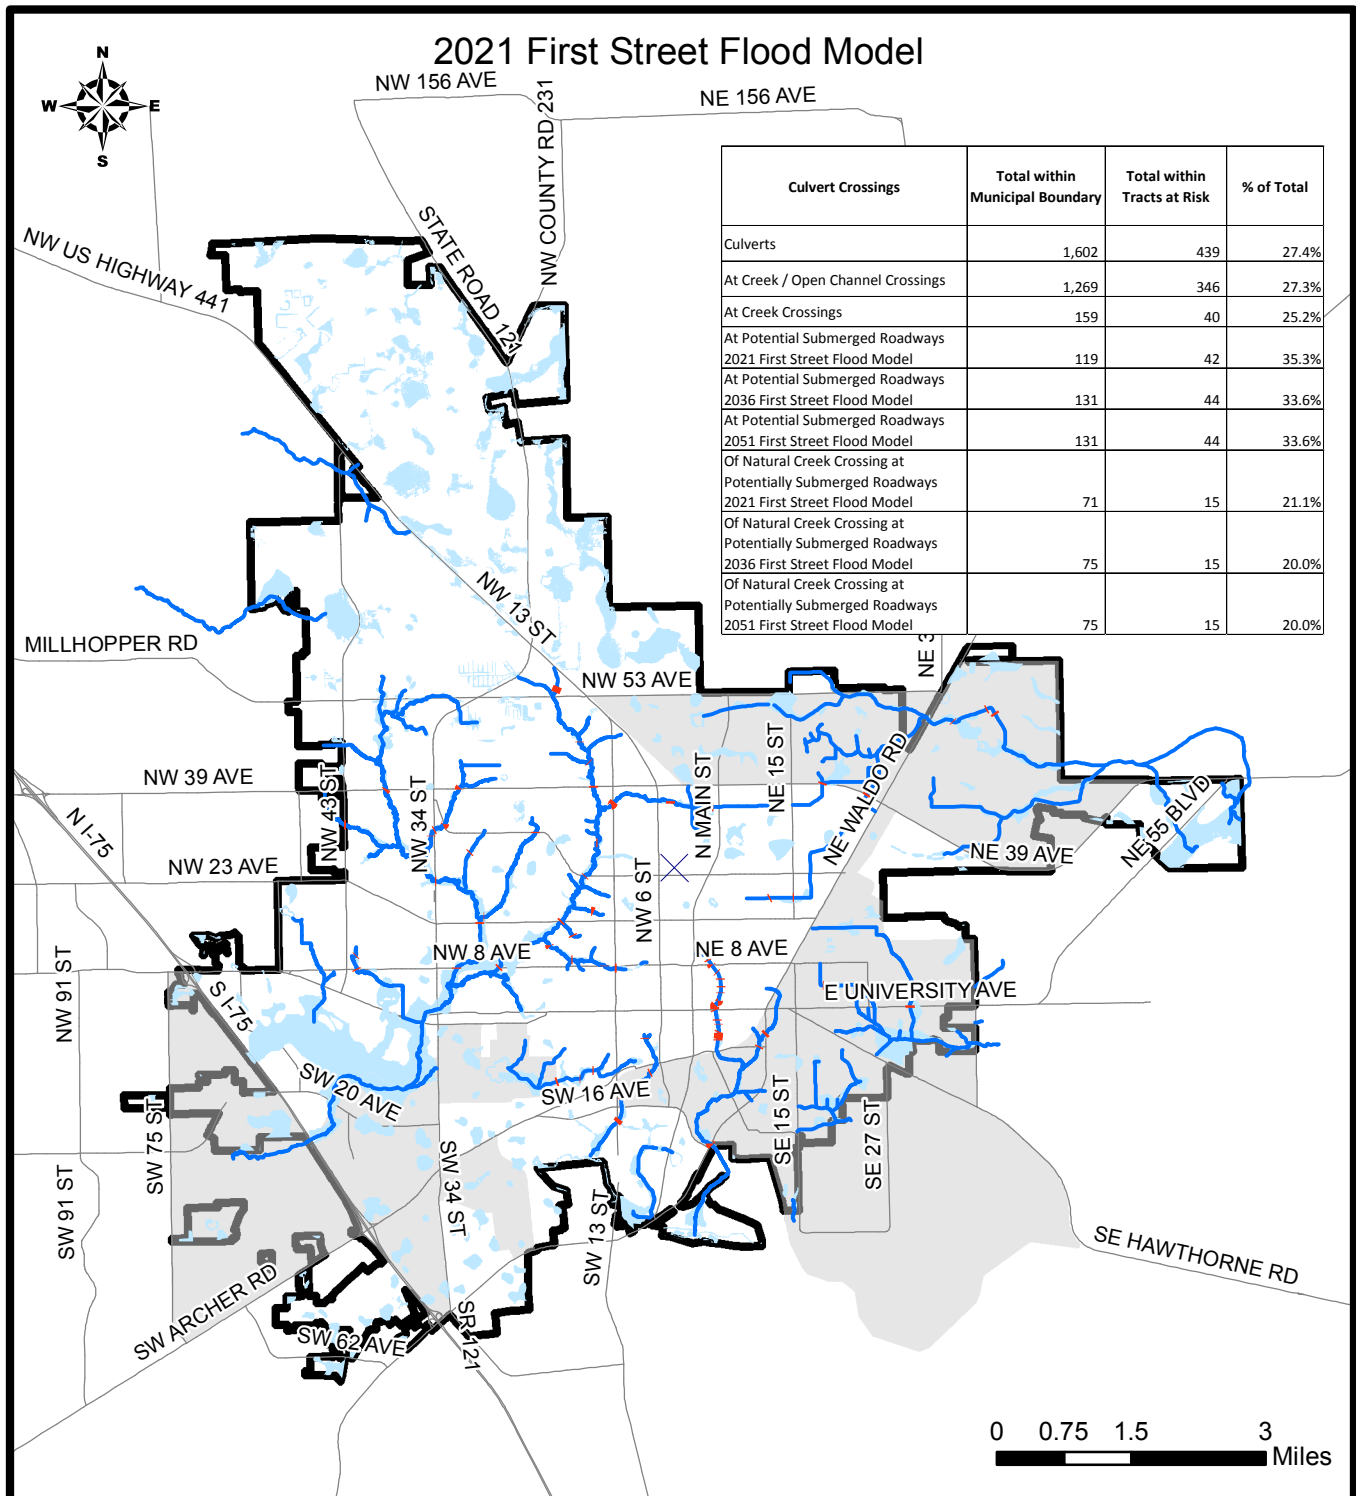 2021 First Street Flood Model
N
W E
S
NW 156 AVE
NE 156 AVE
NW COUNTY RD 231
STATE ROAD 121
NW US HIGHWAY 441
Culvert Crossings Total within Municipal Boundary Total within Tracts at Risk % of Total
Culverts 1,602 439 27.4%
At Creek / Open Channel Crossings 1,269 346 27.3%
At Creek Crossings 159 40 25.2%
At Potential Submerged Roadways
2021 First Street Flood Model 119 42 35.3%
At Potential Submerged Roadways
2036 First Street Flood Model 131 44 33.6%
At Potential Submerged Roadways
2051 First Street Flood Model 131 44 33.6%
Of Natural Creek Crossing at
Potentially Submerged Roadways
2021 First Street Flood Model 71 15 21.1%
Of Natural Creek Crossing at
Potentially Submerged Roadways
2036 First Street Flood Model 75 15 20.0%
Of Natural Creek Crossing at
Potentially Submerged Roadways
2051 First Street Flood Model 75 15 20.0%
NW 13 ST
MILLHOPPER RD
NE 3
NW 53 AVE
NE 15 ST
N MAIN ST
NE WALDO RD
NW 39 AVE
NW 43 ST
NW 34 ST
N I-75
NE 55 BLVD
NE 39 AVE
NW 23 AVE
NW 6 ST
NW 8 AVE
NE 8 AVE
NW 91 ST
S I-75
E UNIVERSITY AVE
SW 20 AVE
SW 16 AVE
SW 75 ST
SE 15 ST
SE 27 ST
SW 91 ST
SW 34 ST
SW 13 ST
SE HAWTHORNE RD
SW ARCHER RD
SW 62 AVE
SR 121
0 0.75 1.5 3
Miles